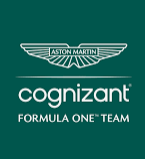 ASTON MARTIN
cognizant
FORMULA ONE™ TEAM